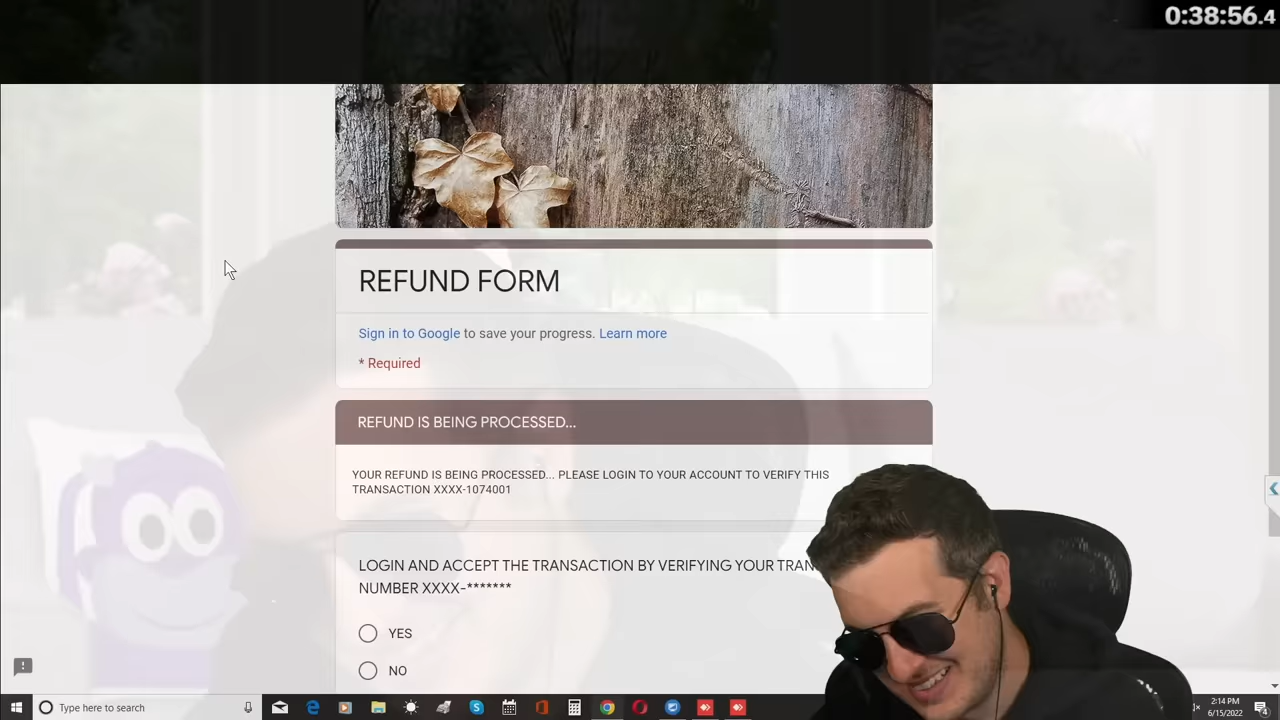 0:38:56.4
REFUND FORM
Sign in to Google to save your progress. Learn more
* Required
REFUND IS BEING PROCESSED...
YOUR REFUND IS BEING PROCESSED... PLEASE LOGIN TO YOUR ACCOUNT TO VERIFY THIS
TRANSACTION XXXX-1074001
LOGIN AND ACCEPT THE TRANSACTION BY VERIFYING YOUR TRAN
NUMBER XXXX-*******
YES
NO
Type here to search
2:14 PM
6/15/2022
4